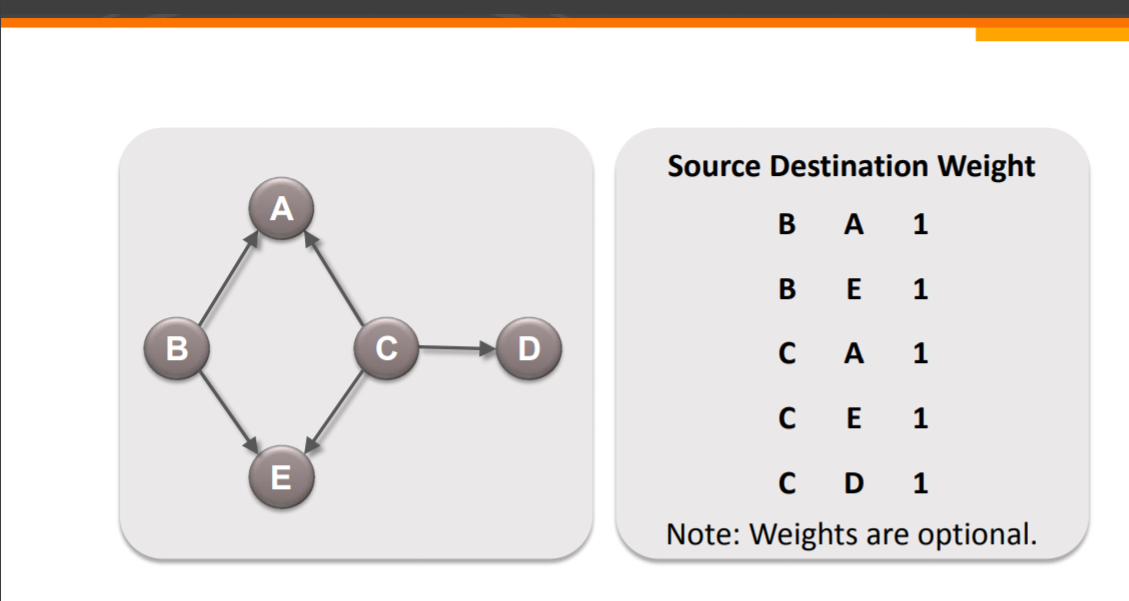 A
B
C
D
E
Source Destination Weight
B A 1
B E 1
C A 1
C E 1
C D 1
Note: Weights are optional.